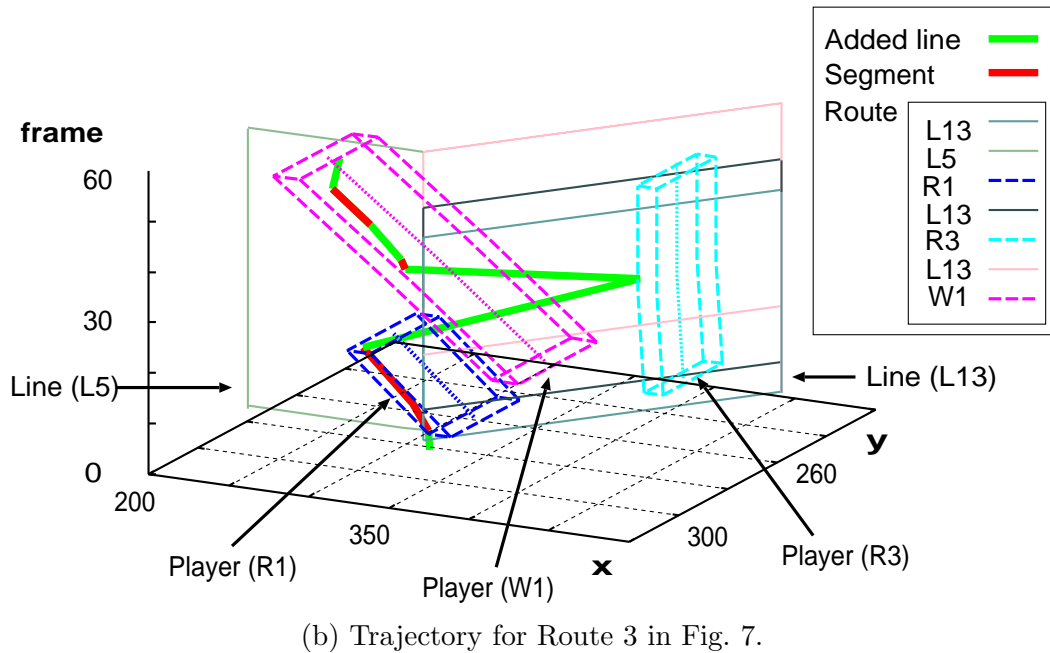 Added line
Segment
Route
L13
L5
R1
L13
R3
L13
W1
frame
60
30
0
Line (L5)
Line (L13)
200
350
x
300
260
y
Player (R1)
Player (W1)
Player (R3)
(b) Trajectory for Route 3 in Fig. 7.